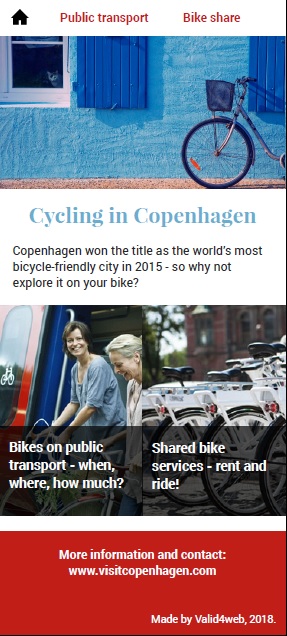 Public transport Bike share
Cycling in Copenhagen
Copenhagen won the title as the world's most
bicycle-friendly city in 2015 - so why not
explore it on your bike?
Bikes on public
transport - when,
where, how much?
Shared bike
services - rent and
ride!
More information and contact:
www.visitcopenhagen.com
Made by Valid4web, 2018.